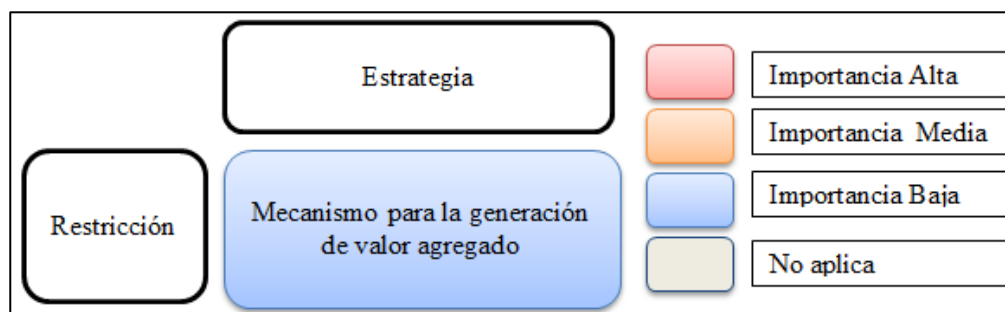 Estrategia
Restricción
Mecanismo para la generación
de valor agregado
Importancia Alta
Importancia Media
Importancia Baja
No aplica